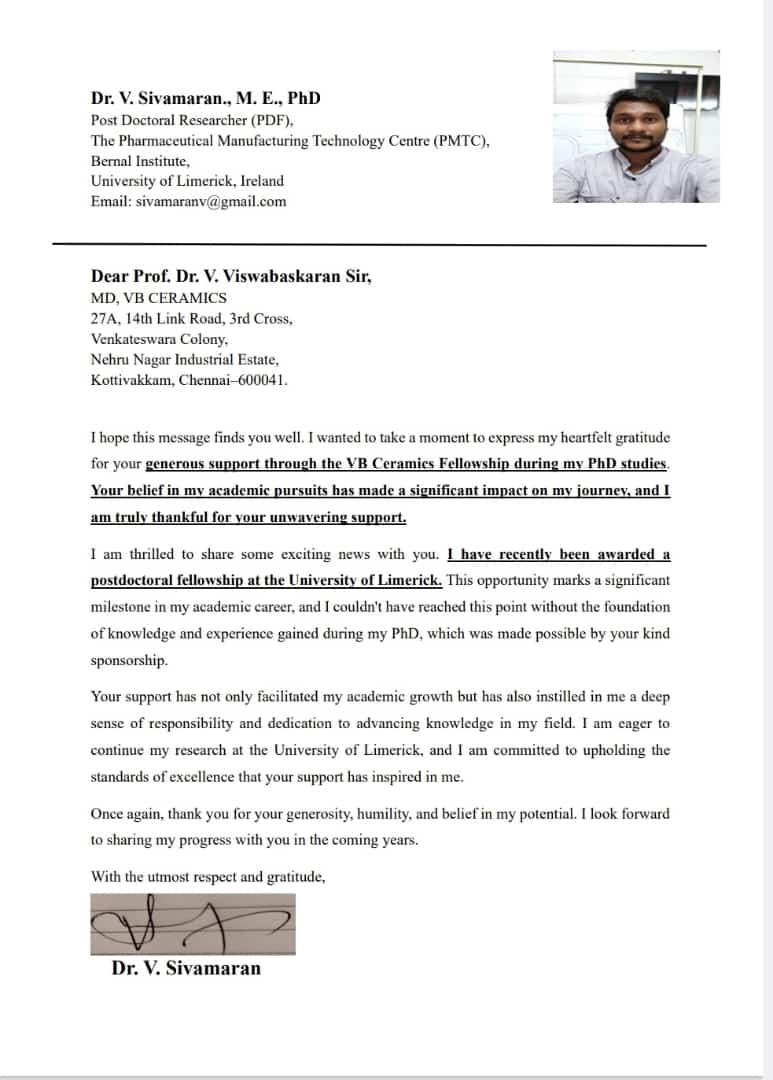 Dr. V. Sivamaran., M. E., PhD
Post Doctoral Researcher (PDF),
The Pharmaceutical Manufacturing Technology Centre (PMTC),
Bernal Institute,
University of Limerick, Ireland
Email: sivamaranv@gmail.com
Dear Prof. Dr. V. Viswabaskaran Sir,
MD, VB CERAMICS
27A, 14th Link Road, 3rd Cross,
Venkateswara Colony,
Nehru Nagar Industrial Estate,
Kottivakkam, Chennai–600041.
I hope this message finds you well. I wanted to take a moment to express my heartfelt gratitude
for your generous support through the VB Ceramics Fellowship during my PhD studies.
Your belief in my academic pursuits has made a significant impact on my journey, and I
am truly thankful for your unwavering support.
I am thrilled to share some exciting news with you. I have recently been awarded a
postdoctoral fellowship at the University of Limerick. This opportunity marks a significant
milestone in my academic career, and I couldn't have reached this point without the foundation
of knowledge and experience gained during my PhD, which was made possible by your kind
sponsorship.
Your support has not only facilitated my academic growth but has also instilled in me a deep
sense of responsibility and dedication to advancing knowledge in my field. I am eager to
continue my research at the University of Limerick, and I am committed to upholding the
standards of excellence that your support has inspired in me.
Once again, thank you for your generosity, humility, and belief in my potential. I look forward
to sharing my progress with you in the coming years.
With the utmost respect and gratitude,
Dr. V. Sivamaran